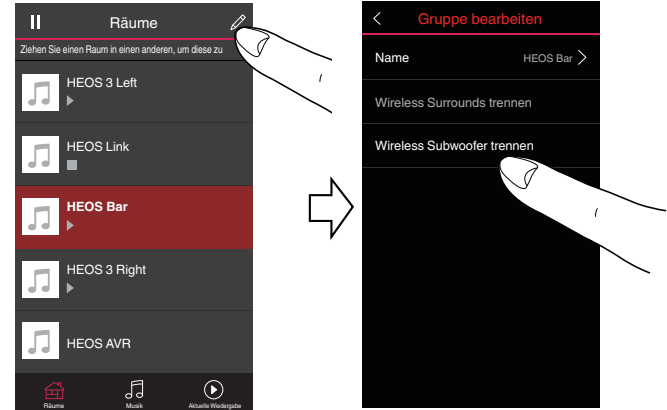 Räume
Ziehen Sie einen Raum in einen anderen, um diese zu
HEOS 3 Left
HEOS Link
HEOS Bar
HEOS 3 Right
HEOS AVR
Räume
Musik
Aktuelle Wiedergabe
Gruppe bearbeiten
Name
HEOS Bar
Wireless Surrounds trennen
Wireless Subwoofer trennen